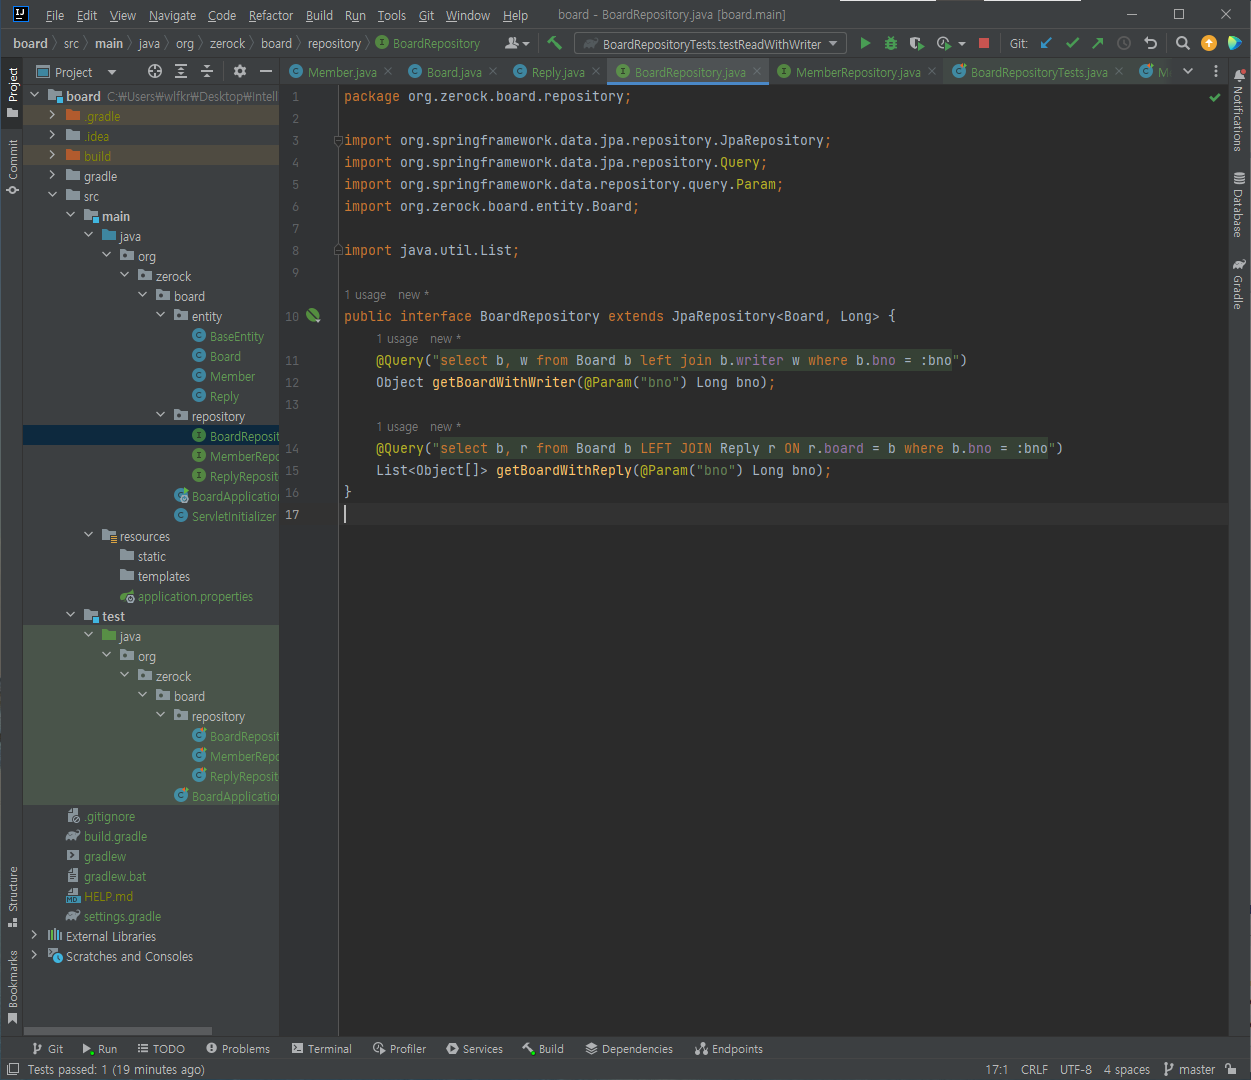 File Edit View Navigate Code Refactor Build Run Tools Git Window Help board - BoardRepository.java [board.main]
board src main java org zerock board repository BoardRepository BoardRepositoryTests.testReadWithWriter Git:
Project Member.java Board.java Reply.java BoardRepository.java MemberRepository.java BoardRepositoryTests.java M
Project
Commit
Structure
Bookmarks
board C:₩Users₩wlfkr₩Desktop₩Intell
.gradle
.idea
build
gradle
src
main
java
org
zerock
board
entity
BaseEntity
Board
Member
Reply
repository
BoardReposit
MemberRepo
ReplyReposit
BoardApplication
ServletInitializer
resources
static
templates
application.properties
test
java
org
zerock
board
repository
BoardReposit
MemberRepo
ReplyReposit
BoardApplication
.gitignore
build.gradle
gradlew
gradlew.bat
HELP.md
settings.gradle
External Libraries
Scratches and Consoles
1 package org.zerock.board.repository;
2
3 import org.springframework.data.jpa.repository.JpaRepository;
4 import org.springframework.data.jpa.repository.Query;
5 import org.springframework.data.repository.query.Param;
6 import org.zerock.board.entity.Board;
7
8 import java.util.List;
9
1 usage new *
10 public interface BoardRepository extends JpaRepository<Board, Long> {
1 usage new *
11 @Query("select b, w from Board b left join b.writer w where b.bno = :bno")
12 Object getBoardWithWriter(@Param("bno") Long bno);
13
1 usage new *
14 @Query("select b, r from Board b LEFT JOIN Reply r ON r.board = b where b.bno = :bno")
15 List<Object[]> getBoardWithReply(@Param("bno") Long bno);
16 }
17
Notifications
Database
Gradle
Git Run TODO Problems Terminal Profiler Services Build Dependencies Endpoints
Tests passed: 1 (19 minutes ago) 17:1 CRLF UTF-8 4 spaces master